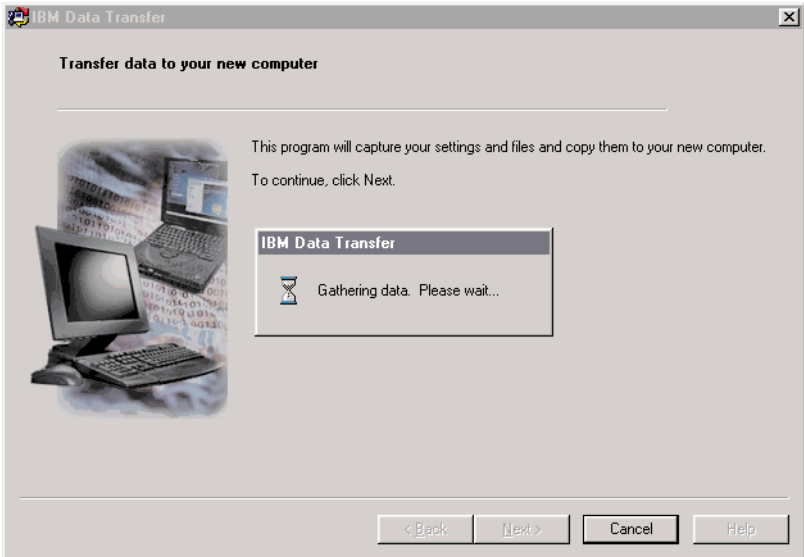 IBM Data Transfer
Transfer data to your new computer
This program will capture your settings and files and copy them to your new computer.
To continue, click Next.
IBM Data Transfer
Gathering data. Please wait...
< Back Next > Cancel Help